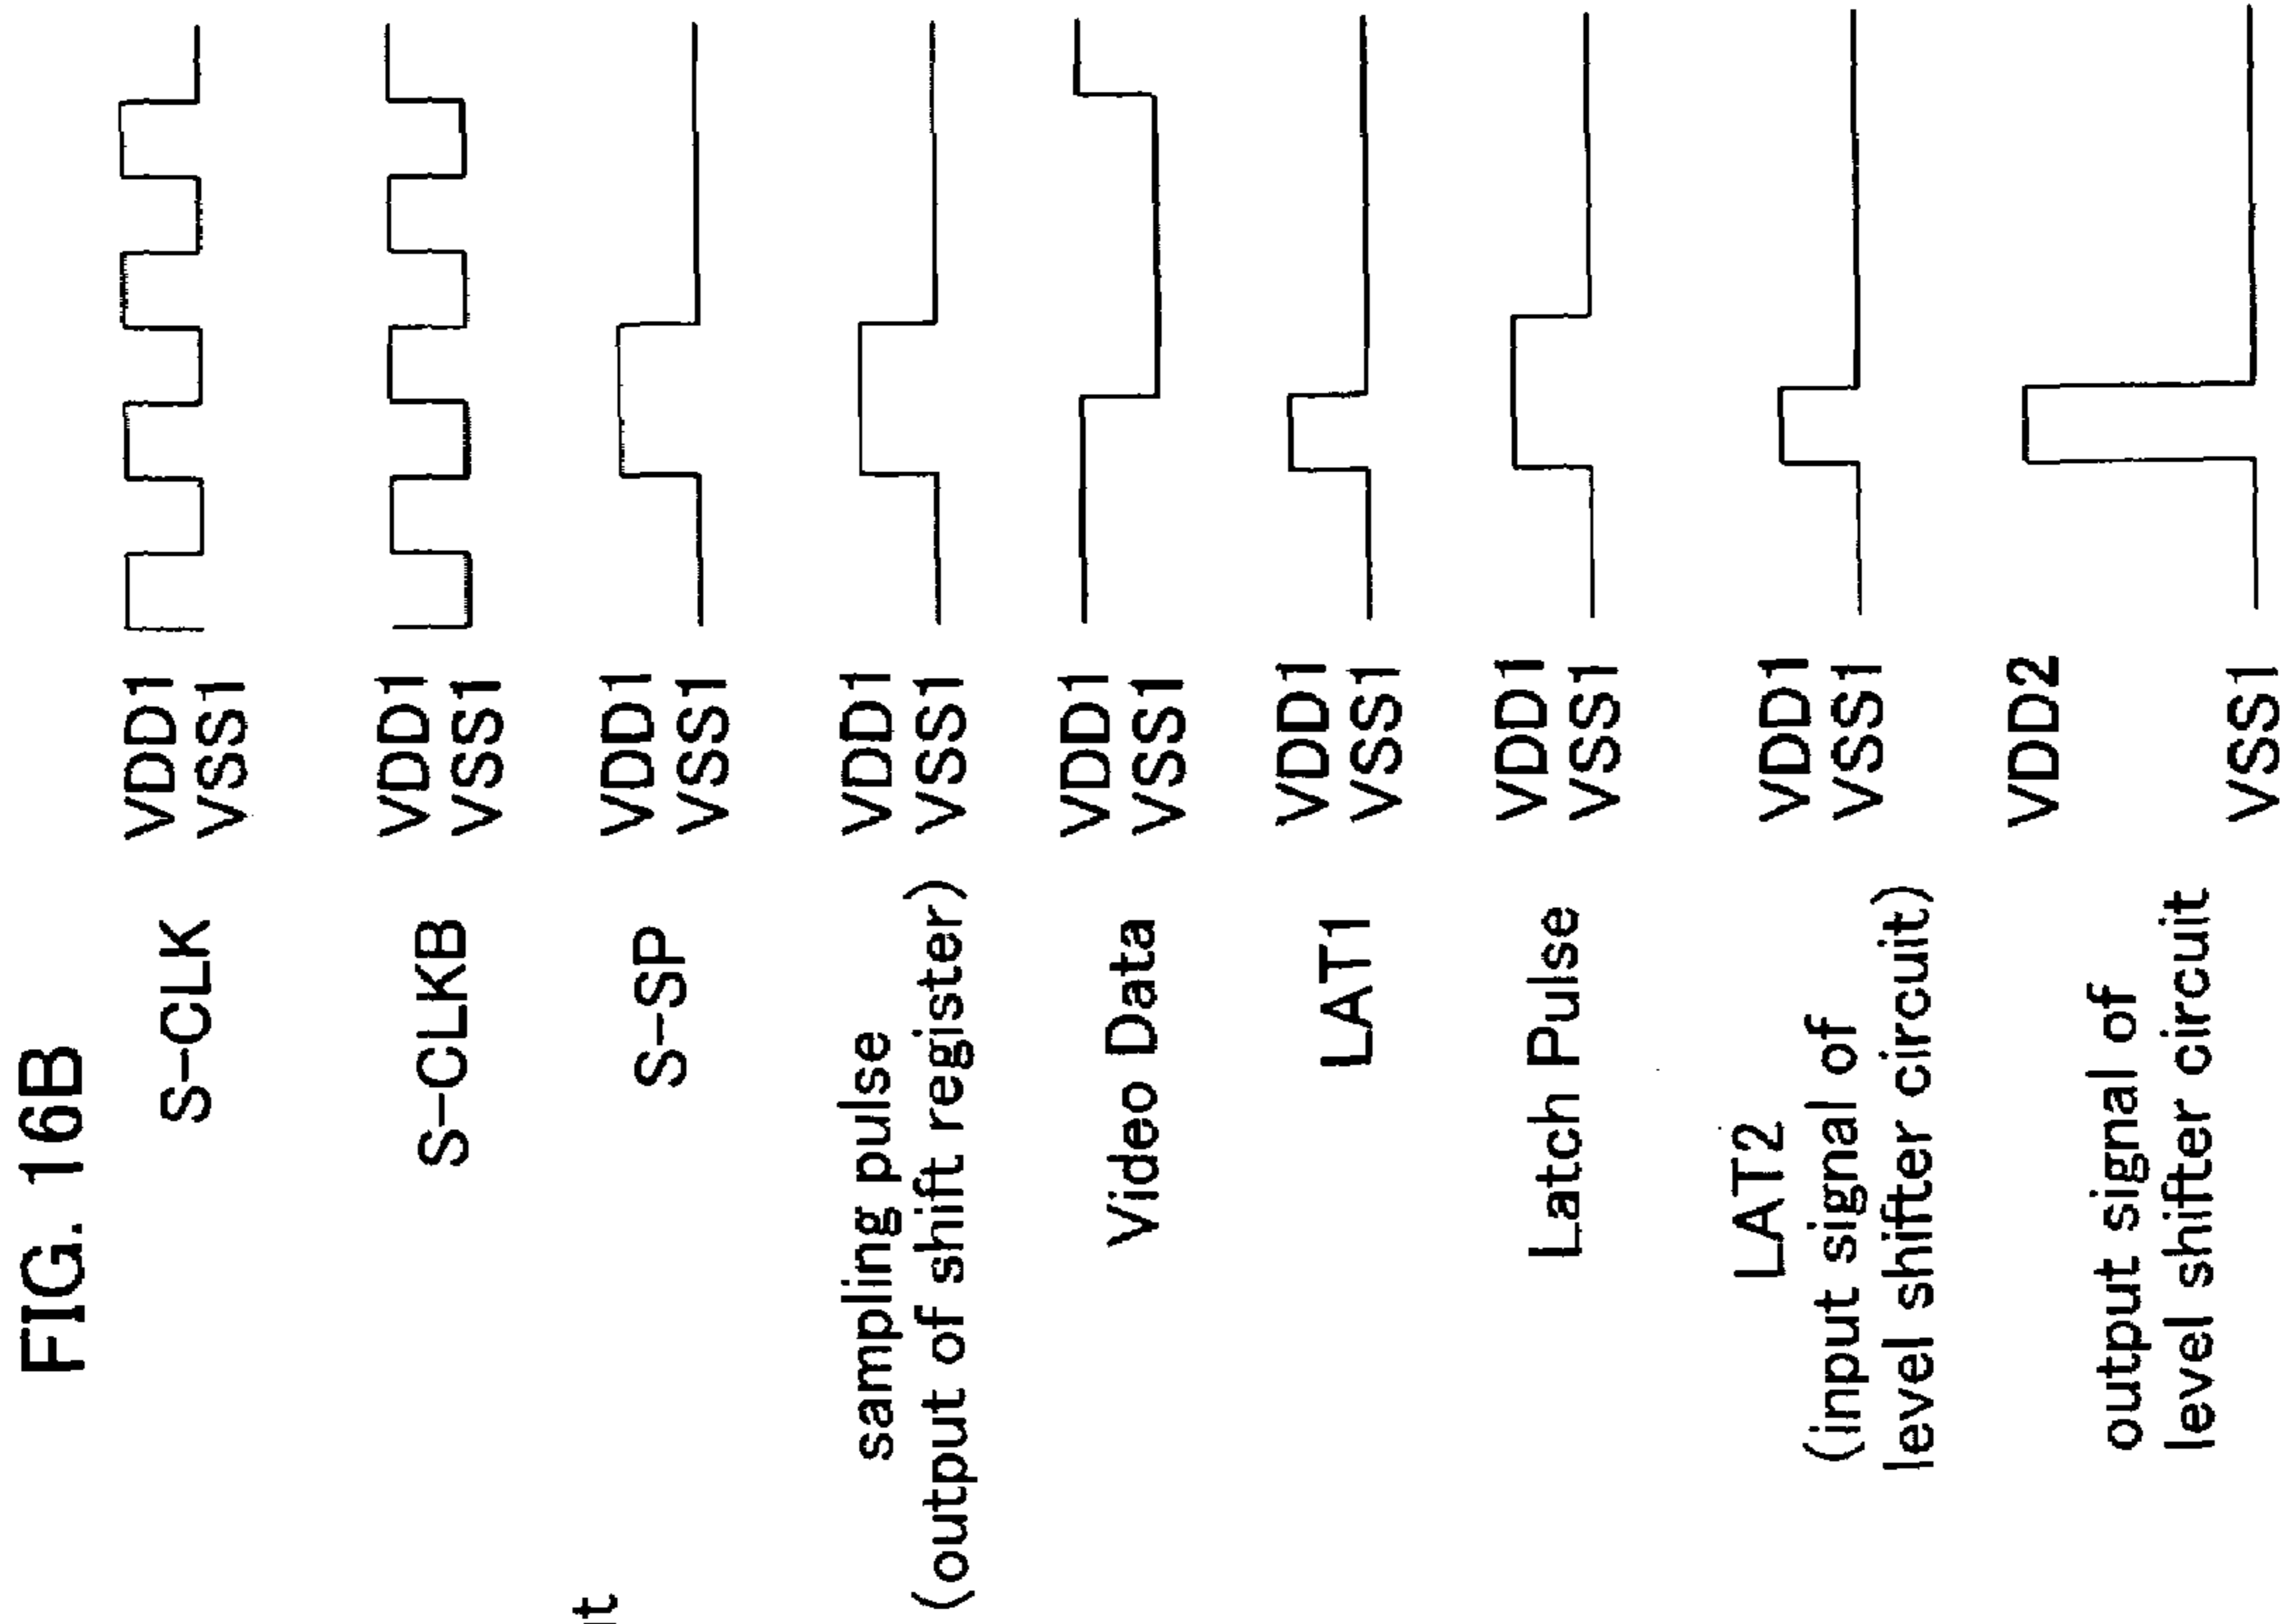 FIG. 16B
S-CLK
VDD1
VSS1
S-CLKB
VDD1
VSS1
S-SP
VDD1
VSS1
sampling pulse
(output of shift register)
VDD1
VSS1
Video Data
VDD1
VSS1
LAT1
VDD1
VSS1
Latch Pulse
VDD1
VSS1
LAT2
(input signal of
level shifter circuit)
VDD1
VSS1
output signal of
level shifter circuit
VDD2
VSS1